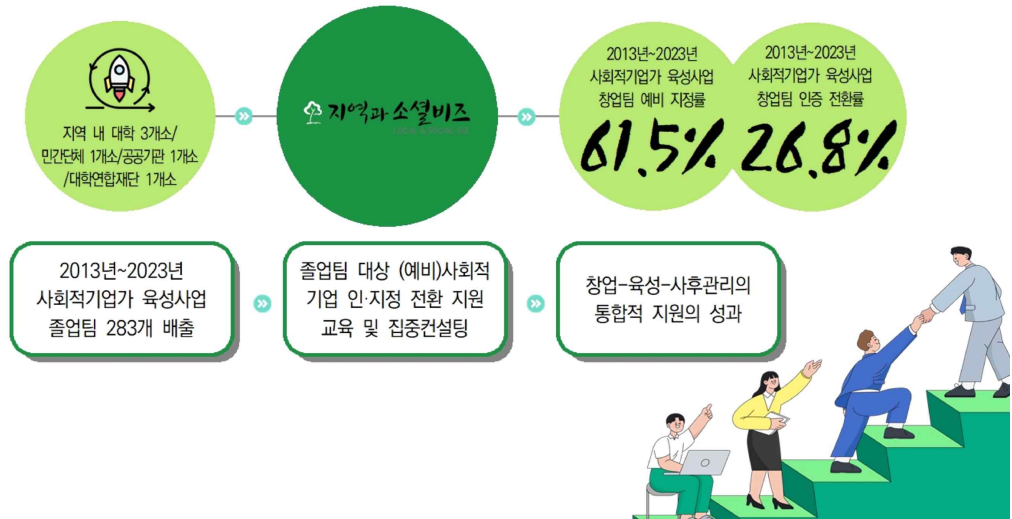 지역 내 대학 3개소/
민간단체 1개소/공공기관 1개소
/대학연합재단 1개소
지역과 소셜비즈
2013년~2023년
사회적기업가 육성사업
창업팀 예비 지정률
61.5%
2013년~2023년
사회적기업가 육성사업
창업팀 인증 전환률
26.8%
2013년~2023년
사회적기업가 육성사업
졸업팀 283개 배출
졸업팀 대상 (예비)사회적
기업 인·지정 전환 지원
교육 및 집중컨설팅
창업-육성-사후관리의
통합적 지원의 성과